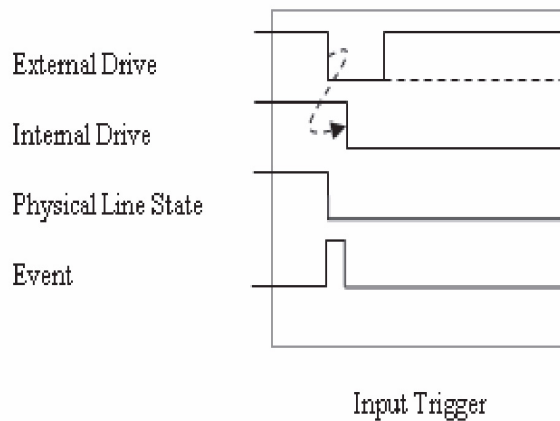 External Drive
Internal Drive
Physical Line State
Event
Input Trigger